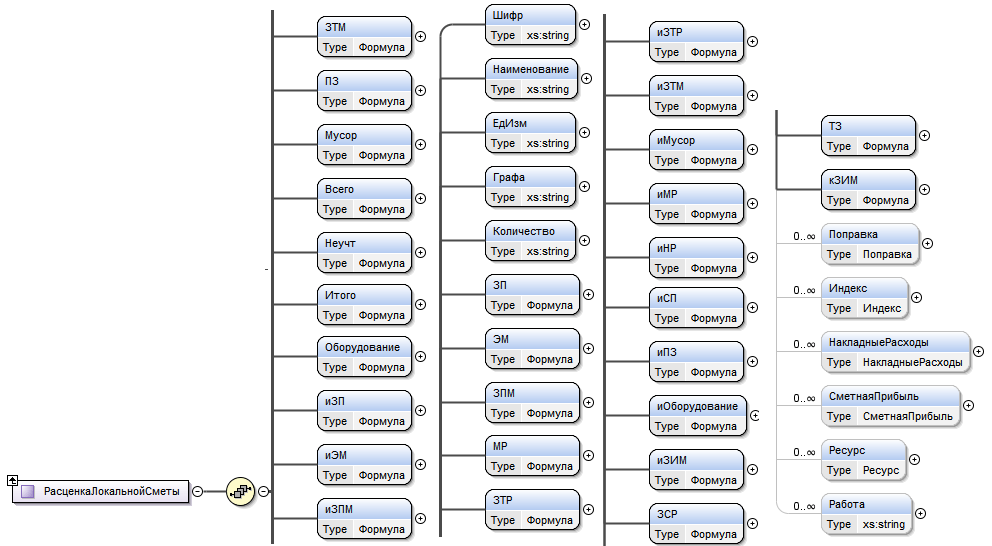 ЗТМ
Type Формула
ПЗ
Type Формула
Мусор
Type Формула
Всего
Type Формула
Неучт
Type Формула
Итого
Type Формула
Оборудование
Type Формула
иЗП
Type Формула
иЭМ
Type Формула
иЗПМ
Type Формула
РасценкаЛокальнойСметы
Шифр
Type xs:string
Наименование
Type xs:string
ЕдИзм
Type xs:string
Графа
Type xs:string
Количество
Type xs:string
ЗП
Type Формула
ЭМ
Type Формула
ЗПМ
Type Формула
МР
Type Формула
ЗТР
Type Формула
иЗТР
Type Формула
иЗТМ
Type Формула
иМусор
Type Формула
иМР
Type Формула
иНР
Type Формула
иСП
Type Формула
иПЗ
Type Формула
иОборудование
Type Формула
иЗИМ
Type Формула
ЗСР
Type Формула
ТЗ
Type Формула
кЗИМ
Type Формула
0..∞ Поправка
Type Поправка
0..∞ Индекс
Type Индекс
0..∞ НакладныеРасходы
Type НакладныеРасходы
0..∞ СметнаяПрибыль
Type СметнаяПрибыль
0..∞ Ресурс
Type Ресурс
0..∞ Работа
Type xs:string